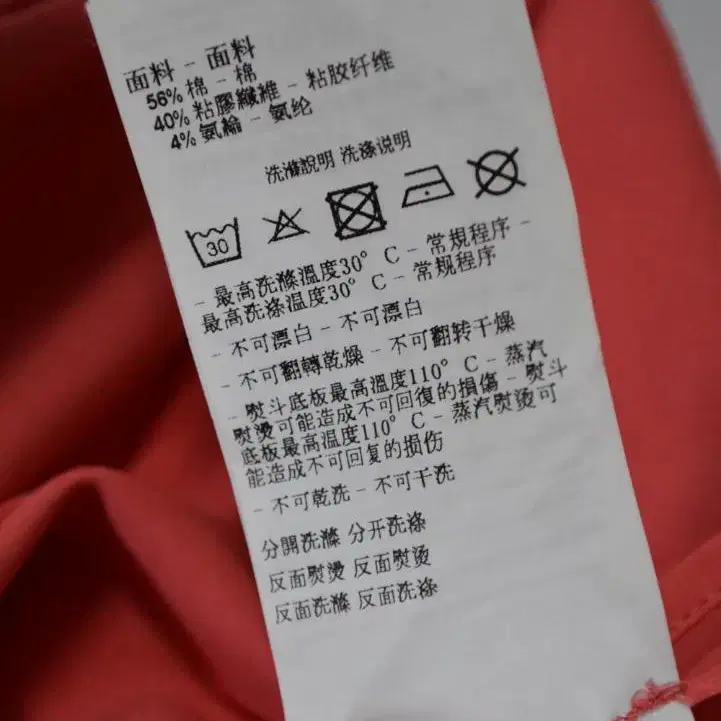 面料 - 面料
56% 棉 - 棉
40% 粘膠纖維 - 粘胶纤维
4% 氨綸 - 氨纶
洗滌說明 洗涤说明
30
- 最高洗滌溫度30° C - 常規程序 -
最高洗涤温度30° C - 常规程序
- 不可漂白 - 不可漂白
- 不可翻轉乾燥 - 不可翻转干燥
- 熨斗底板最高溫度110° C - 蒸汽
熨燙可能造成不可回復的損傷 - 熨斗
底板最高温度110° C - 蒸汽熨烫可
能造成不可回复的损伤
- 不可乾洗 - 不可干洗
分開洗滌 分开洗涤
反面熨燙 反面熨烫
反面洗滌 反面洗涤